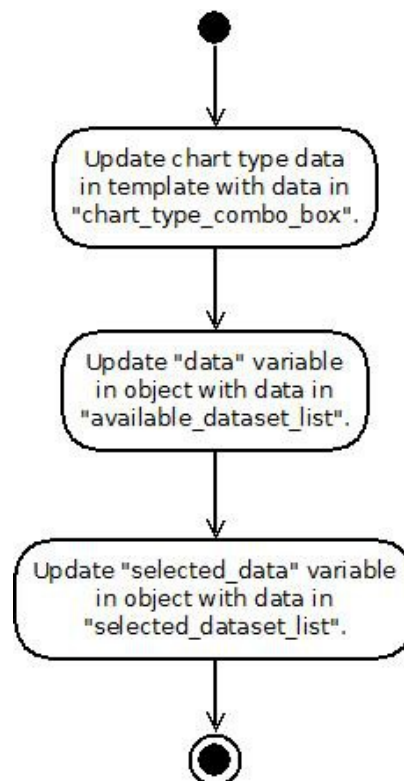 Update chart type data
in template with data in
"chart_type_combo_box".
Update "data" variable
in object with data in
"available_dataset_list".
Update "selected_data" variable
in object with data in
"selected_dataset_list".